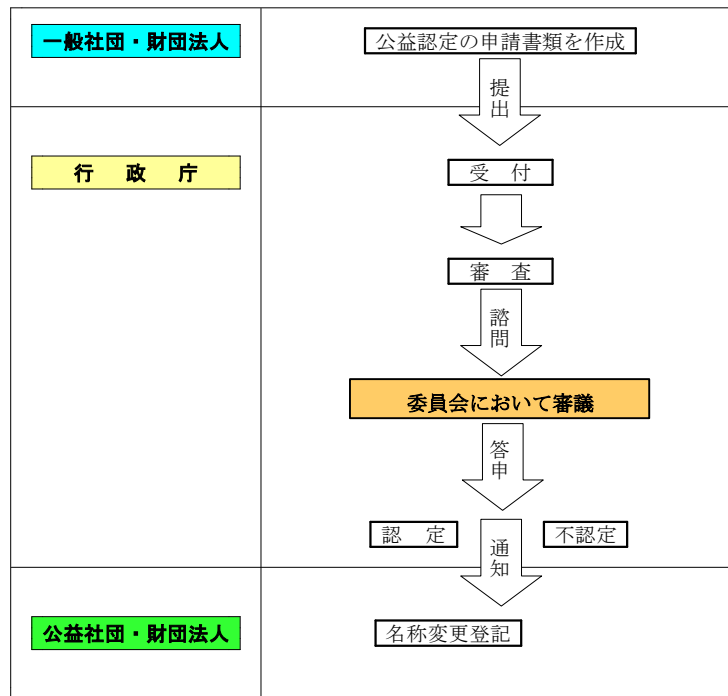 一般社団・財団法人
公益認定の申請書類を作成
提出
行 政 庁
受 付
審 査
諮問
委員会において審議
答申
認 定
不認定
通知
公益社団・財団法人
名称変更登記